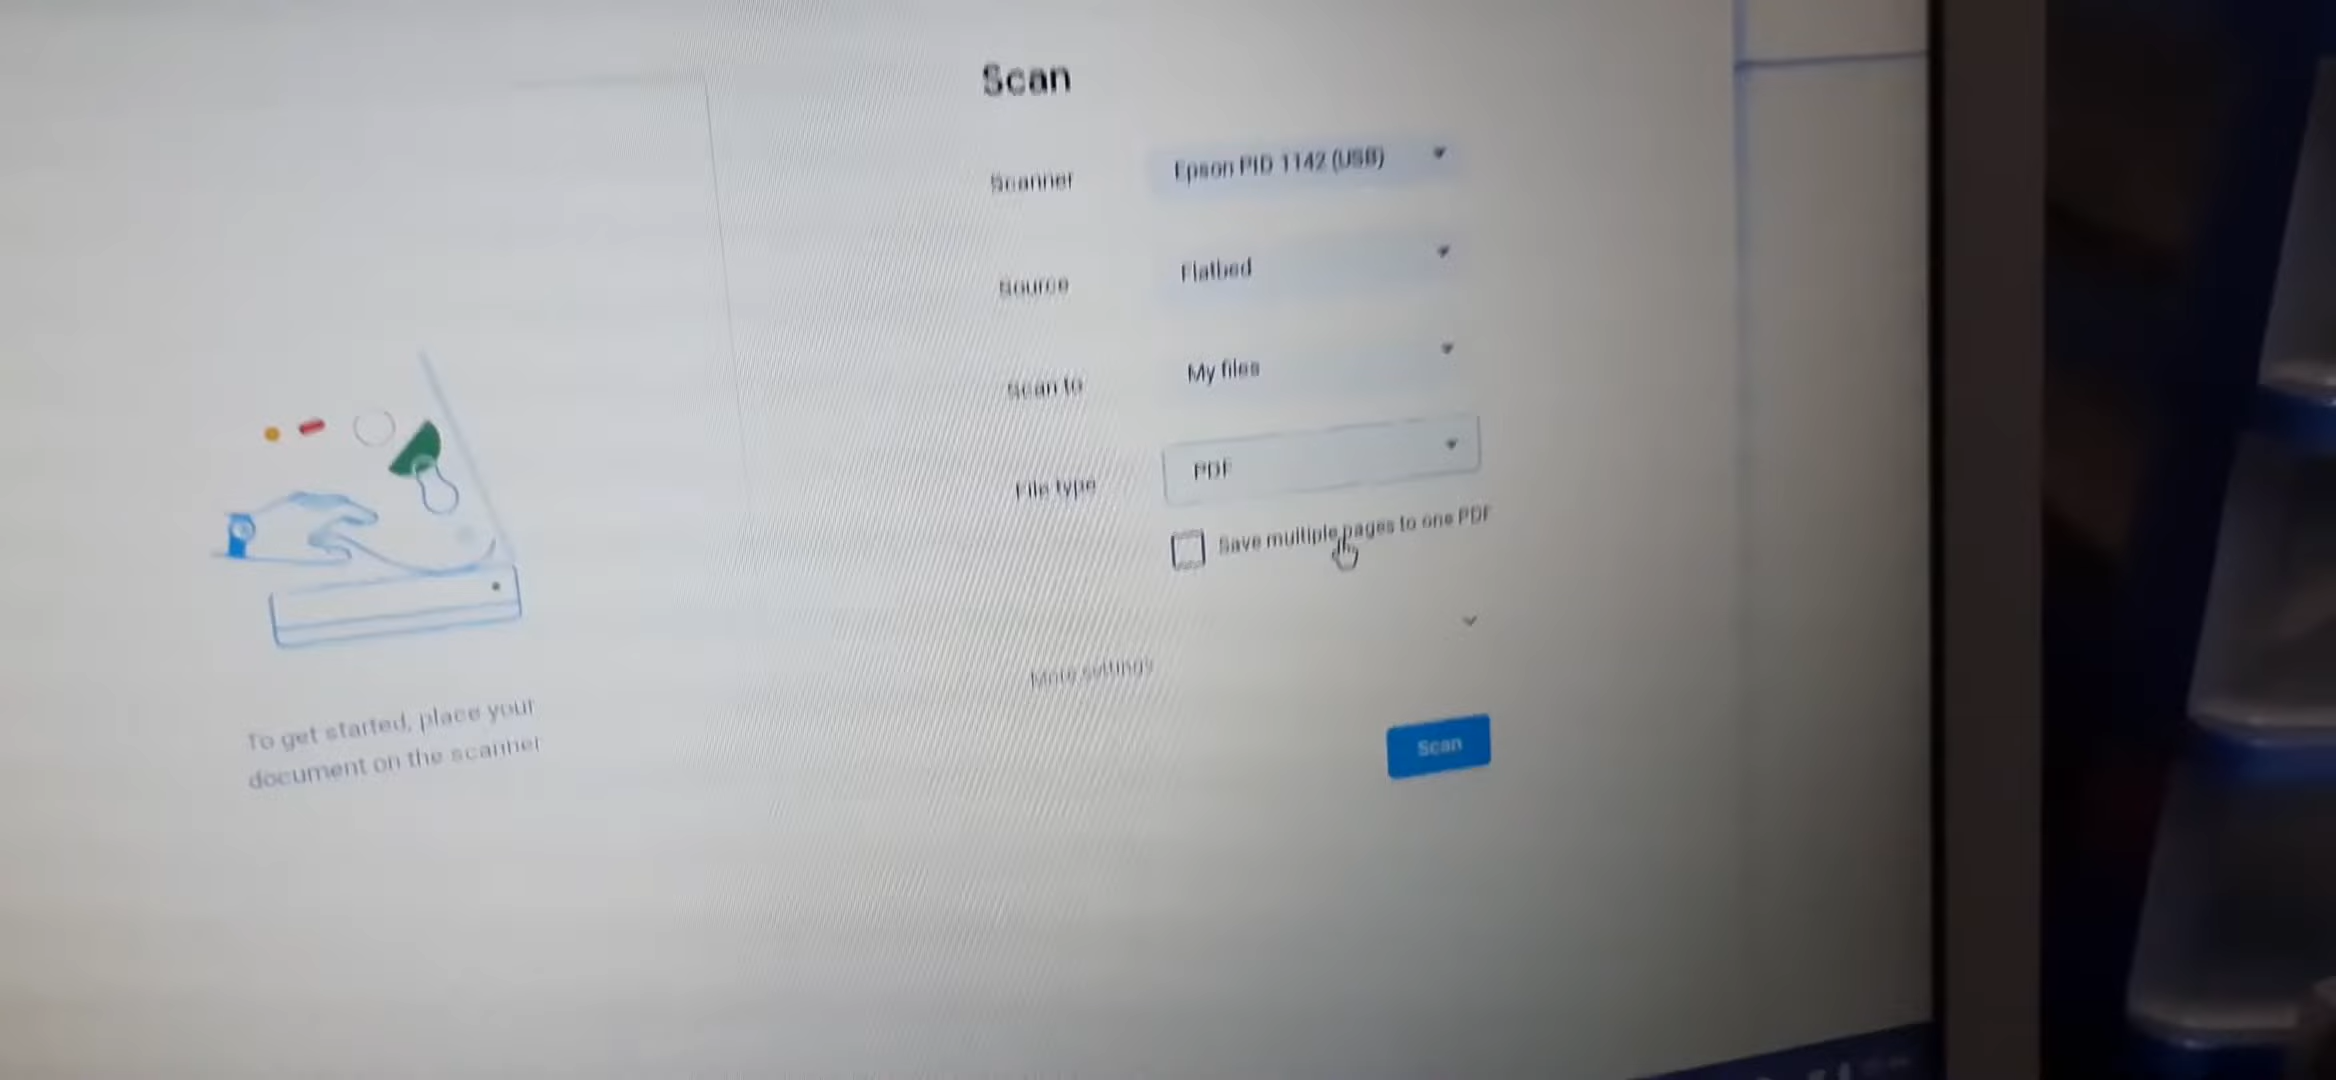 Scan
Scanner
Epson PID 1142 (USB)
Source
Flatbed
Scan to
My files
File type
PDF
Save multiple pages to one PDF
More settings
Scan
To get started, place your
document on the scanner